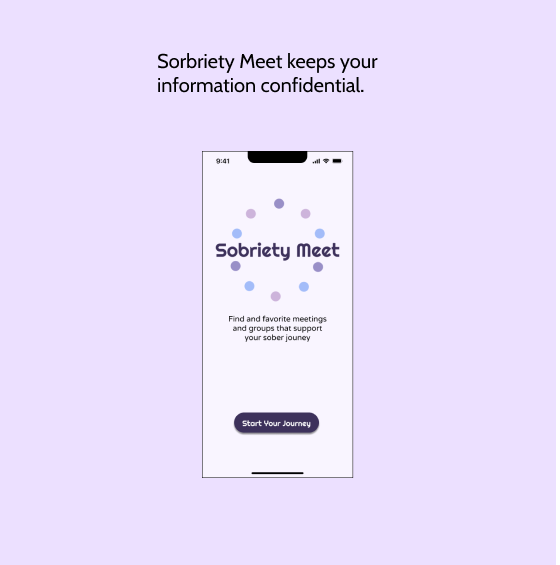 Sorbriety Meet keeps your
information confidential.
9:41
Sobriety Meet
Find and favorite meetings
and groups that support
your sober jouney
Start Your Journey